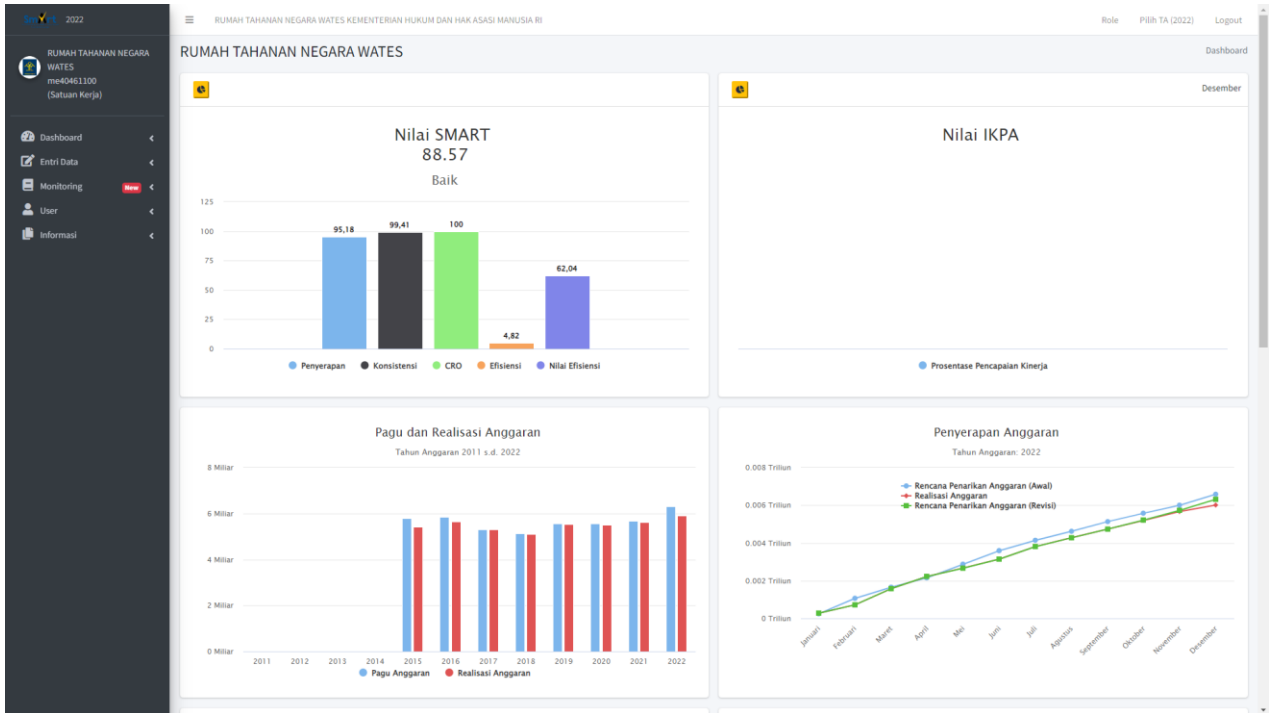 2022
RUMAH TAHANAN NEGARA WATES KEMENTERIAN HUKUM DAN HAK ASASI MANUSIA RI
Role
Pilih TA (2022)
Logout
RUMAH TAHANAN NEGARA
WATES
me40461100
(Satuan Kerja)
Dashboard
Entri Data
Monitoring
New
User
Informasi
RUMAH TAHANAN NEGARA WATES
Dashboard
Nilai SMART
88.57
Baik
125
100
75
50
25
0
95,18
99,41
100
4,82
62,04
Penyerapan
Konsistensi
CRO
Efisiensi
Nilai Efisiensi
Desember
Nilai IKPA
Prosentase Pencapaian Kinerja
Pagu dan Realisasi Anggaran
Tahun Anggaran 2011 s.d. 2022
8 Miliar
6 Miliar
4 Miliar
2 Miliar
0 Miliar
2011 2012 2013 2014 2015 2016 2017 2018 2019 2020 2021 2022
Pagu Anggaran
Realisasi Anggaran
Penyerapan Anggaran
Tahun Anggaran: 2022
0.008 Triliun
0.006 Triliun
0.004 Triliun
0.002 Triliun
0 Triliun
Rencana Penarikan Anggaran (Awal)
Realisasi Anggaran
Rencana Penarikan Anggaran (Revisi)
Januari Februari Maret April Mei Juni Juli Agustus September Oktober November Desember